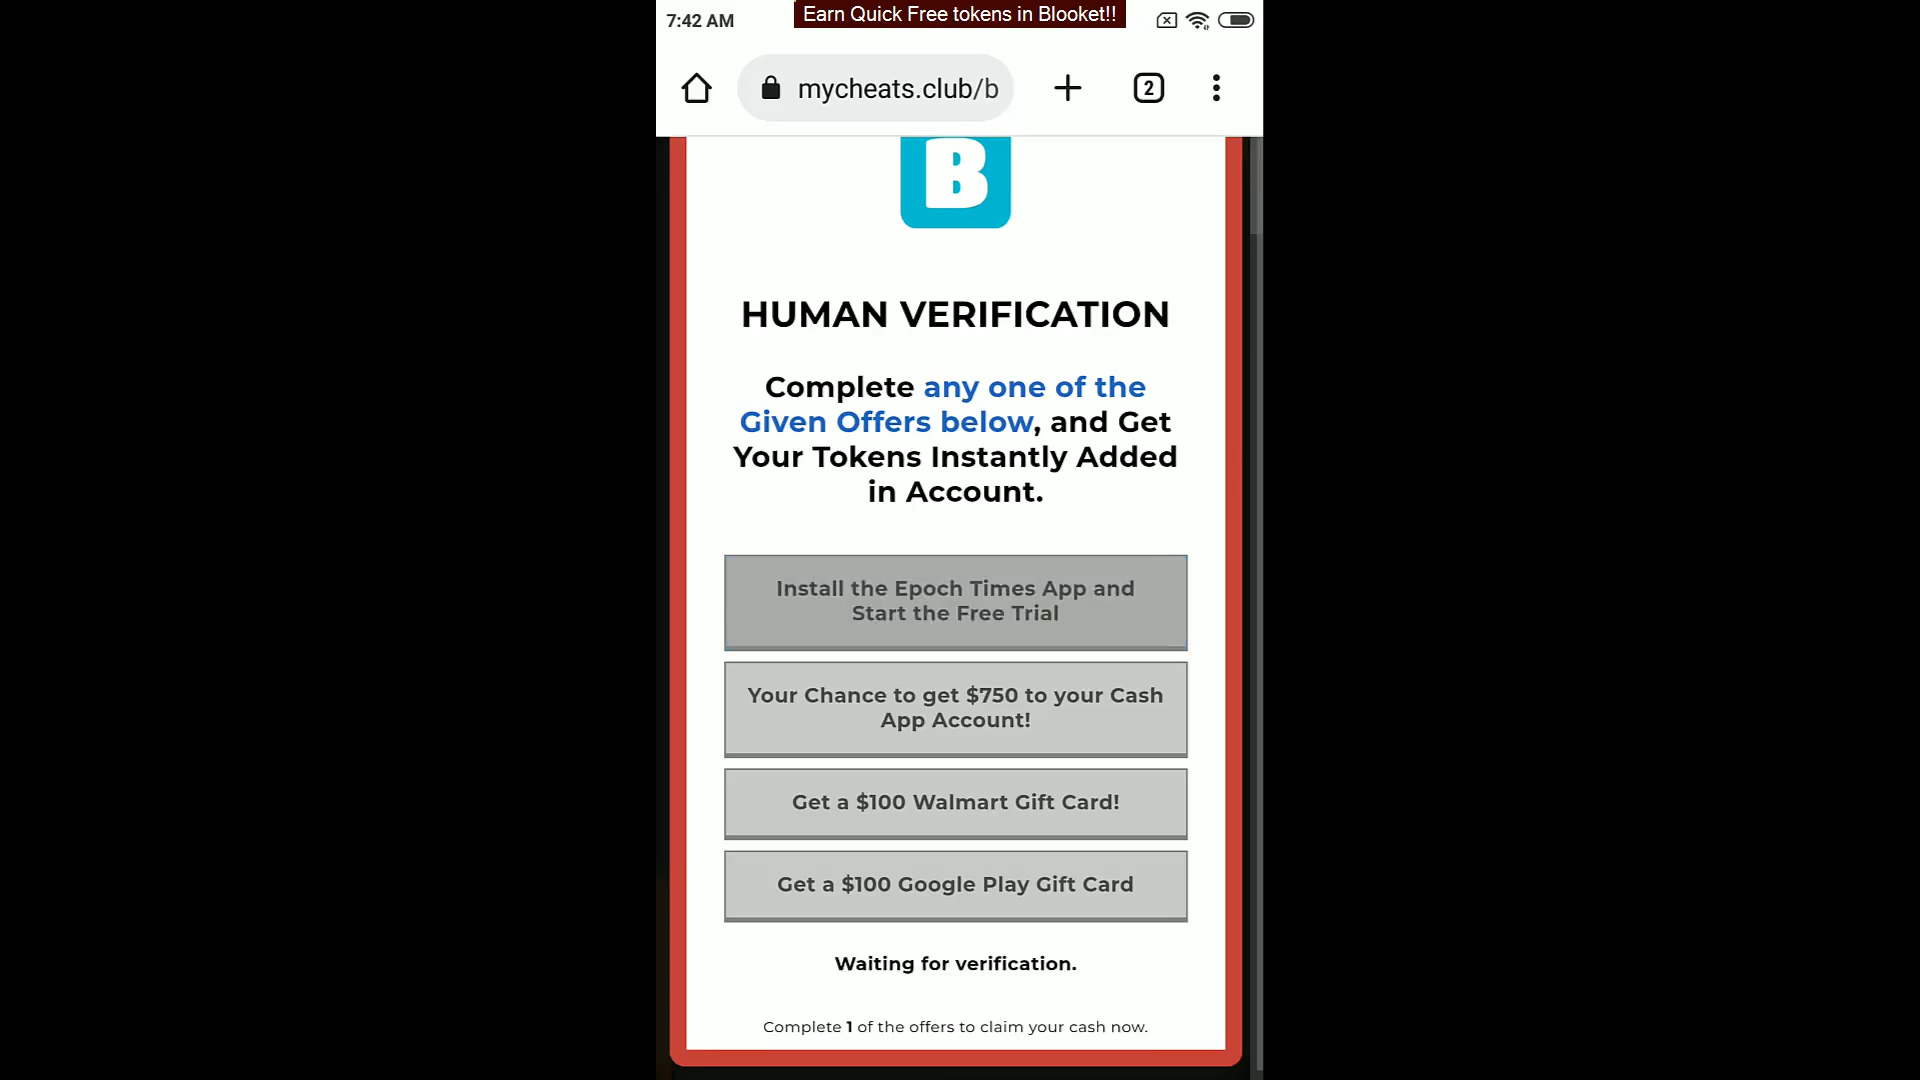 Earn Quick Free tokens in Blooket!!
7:42 AM
mycheats.club/b
2
B
HUMAN VERIFICATION
Complete any one of the
Given Offers below, and Get
Your Tokens Instantly Added
in Account.
Install the Epoch Times App and
Start the Free Trial
Your Chance to get $750 to your Cash
App Account!
Get a $100 Walmart Gift Card!
Get a $100 Google Play Gift Card
Waiting for verification.
Complete 1 of the offers to claim your cash now.